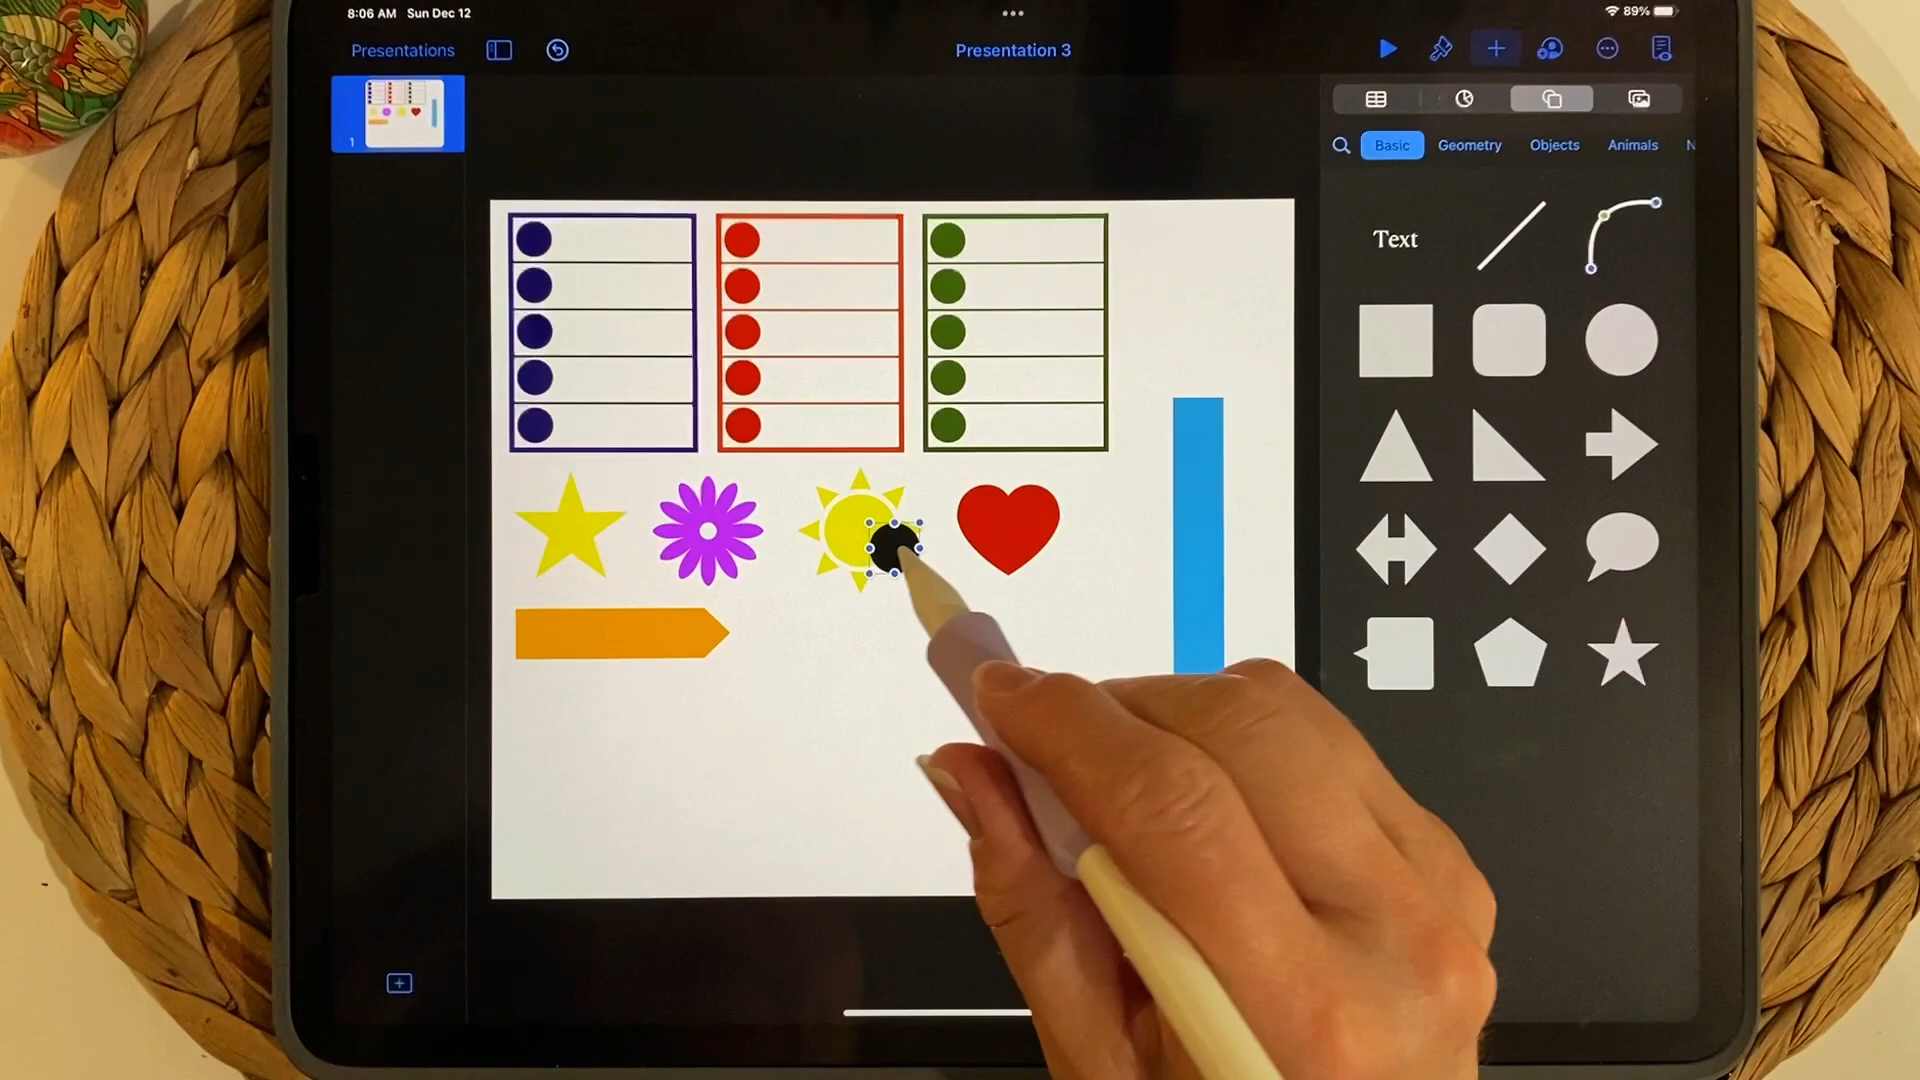 8:06 AM Sun Dec 12
89%
Presentations
Presentation 3
1
Basic Geometry Objects Animals N
Text